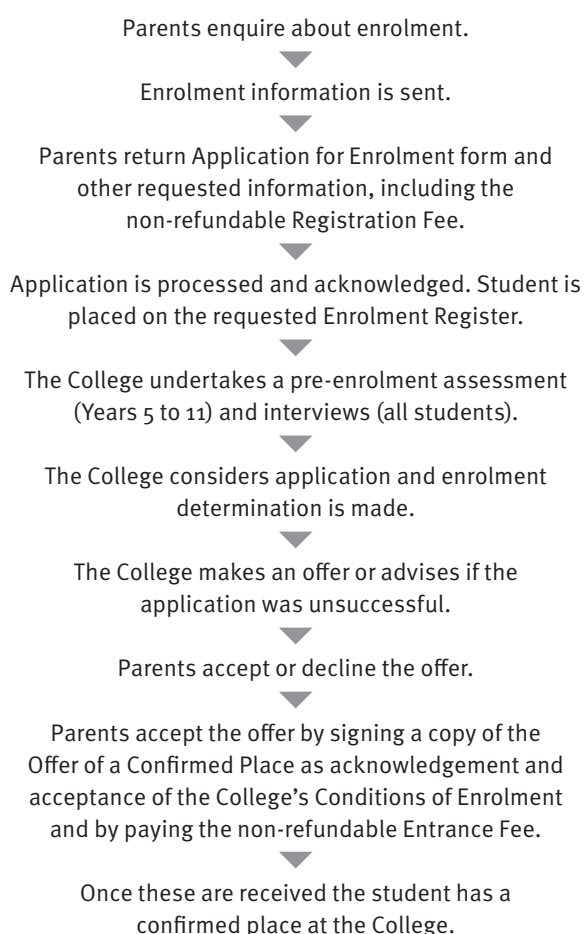 Parents enquire about enrolment.
Enrolment information is sent.
Parents return Application for Enrolment form and
other requested information, including the
non-refundable Registration Fee.
Application is processed and acknowledged. Student is
placed on the requested Enrolment Register.
The College undertakes a pre-enrolment assessment
(Years 5 to 11) and interviews (all students).
The College considers application and enrolment
determination is made.
The College makes an offer or advises if the
application was unsuccessful.
Parents accept or decline the offer.
Parents accept the offer by signing a copy of the
Offer of a Confirmed Place as acknowledgement and
acceptance of the College’s Conditions of Enrolment
and by paying the non-refundable Entrance Fee.
Once these are received the student has a
confirmed place at the College.